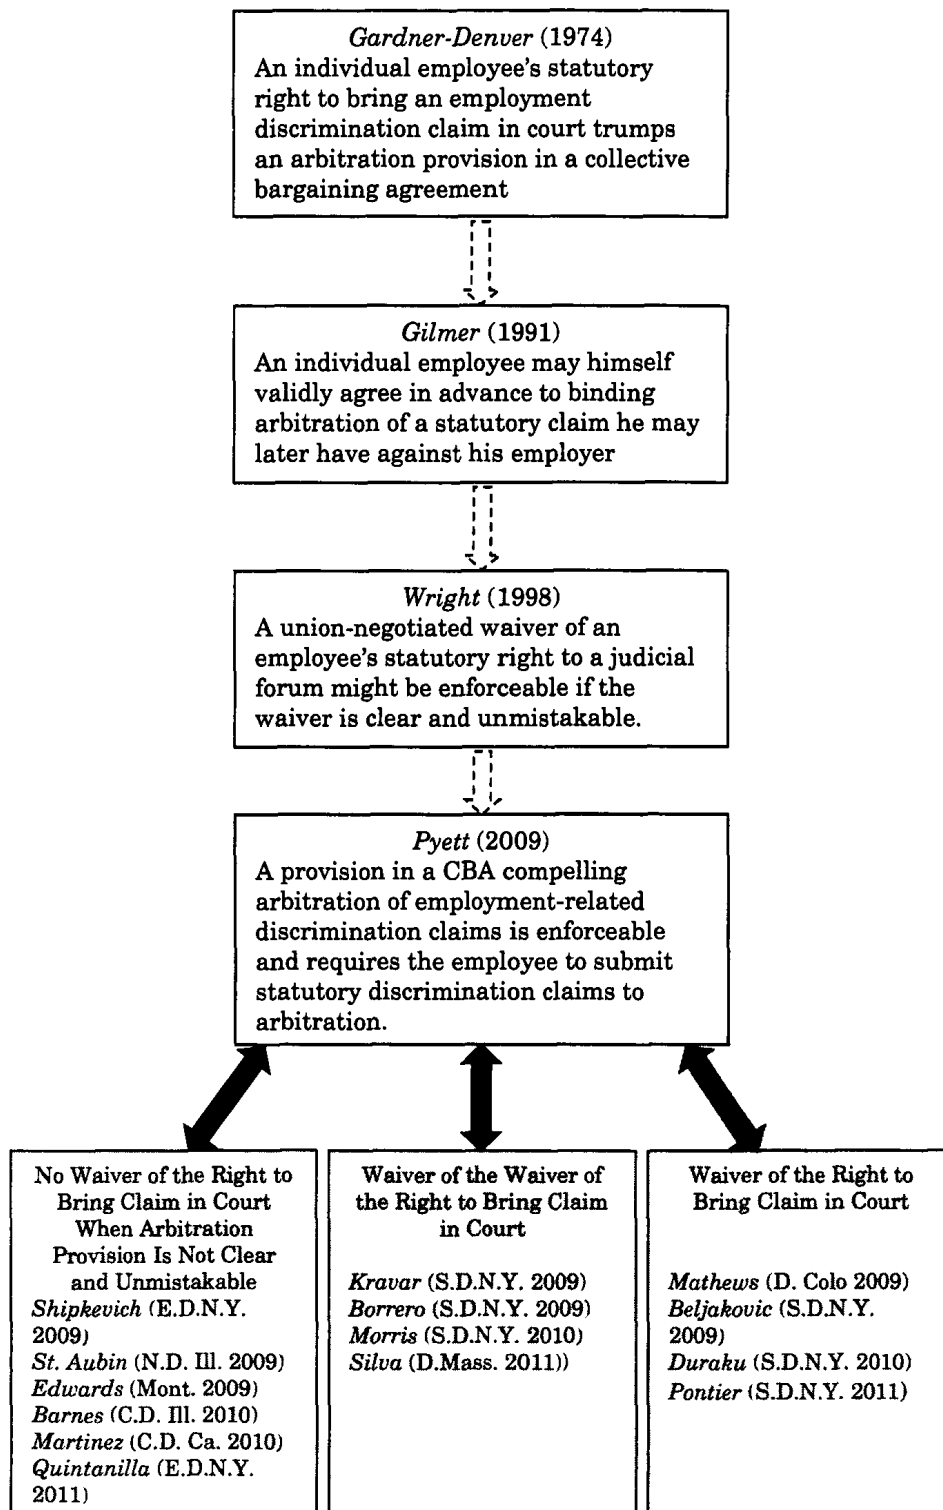 Gardner-Denver (1974)
An individual employee's statutory
right to bring an employment
discrimination claim in court trumps
an arbitration provision in a collective
bargaining agreement
Gilmer (1991)
An individual employee may himself
validly agree in advance to binding
arbitration of a statutory claim he may
later have against his employer
Wright (1998)
A union-negotiated waiver of an
employee's statutory right to a judicial
forum might be enforceable if the
waiver is clear and unmistakable.
Pyett (2009)
A provision in a CBA compelling
arbitration of employment-related
discrimination claims is enforceable
and requires the employee to submit
statutory discrimination claims to
arbitration.
No Waiver of the Right to
Bring Claim in Court
When Arbitration
Provision Is Not Clear
and Unmistakable
Shipkevich (E.D.N.Y.
2009)
St. Aubin (N.D. Ill. 2009)
Edwards (Mont. 2009)
Barnes (C.D. Ill. 2010)
Martinez (C.D. Ca. 2010)
Quintanilla (E.D.N.Y.
2011)
Waiver of the Waiver of
the Right to Bring Claim
in Court
Kravar (S.D.N.Y. 2009)
Borrero (S.D.N.Y. 2009)
Morris (S.D.N.Y. 2010)
Silva (D.Mass. 2011))
Waiver of the Right to
Bring Claim in Court
Mathews (D. Colo 2009)
Beljakovic (S.D.N.Y.
2009)
Duraku (S.D.N.Y. 2010)
Pontier (S.D.N.Y. 2011)